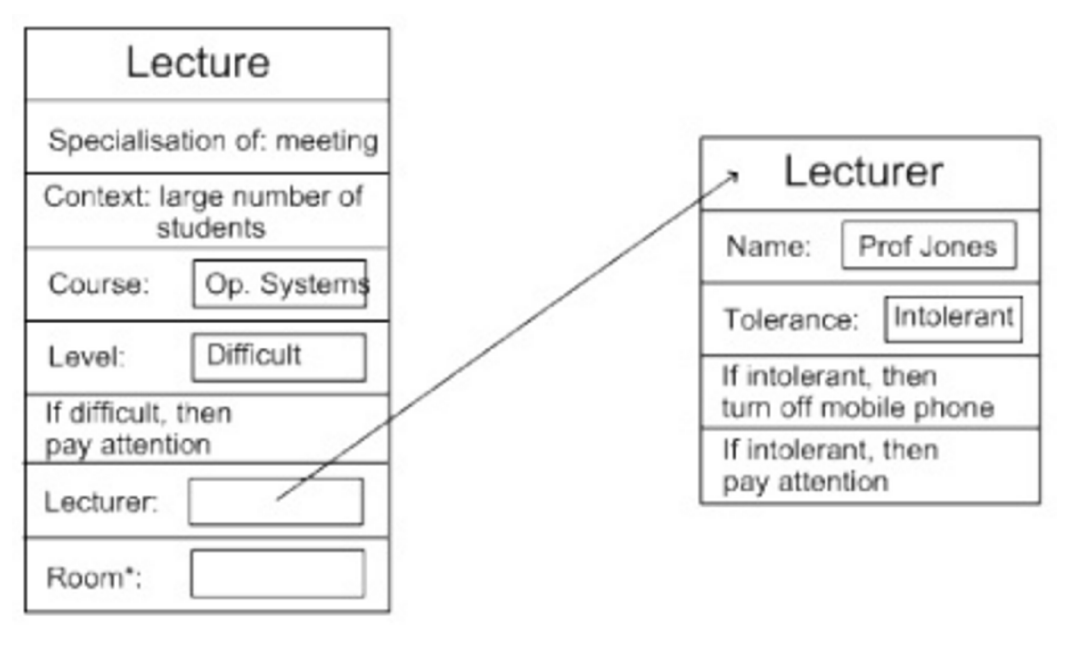 Lecture
Specialisation of: meeting
Context: large number of
students
Course: Op. Systems
Level: Difficult
If difficult, then
pay attention
Lecturer:
Room*:
Lecturer
Name: Prof Jones
Tolerance: Intolerant
If intolerant, then
turn off mobile phone
If intolerant, then
pay attention